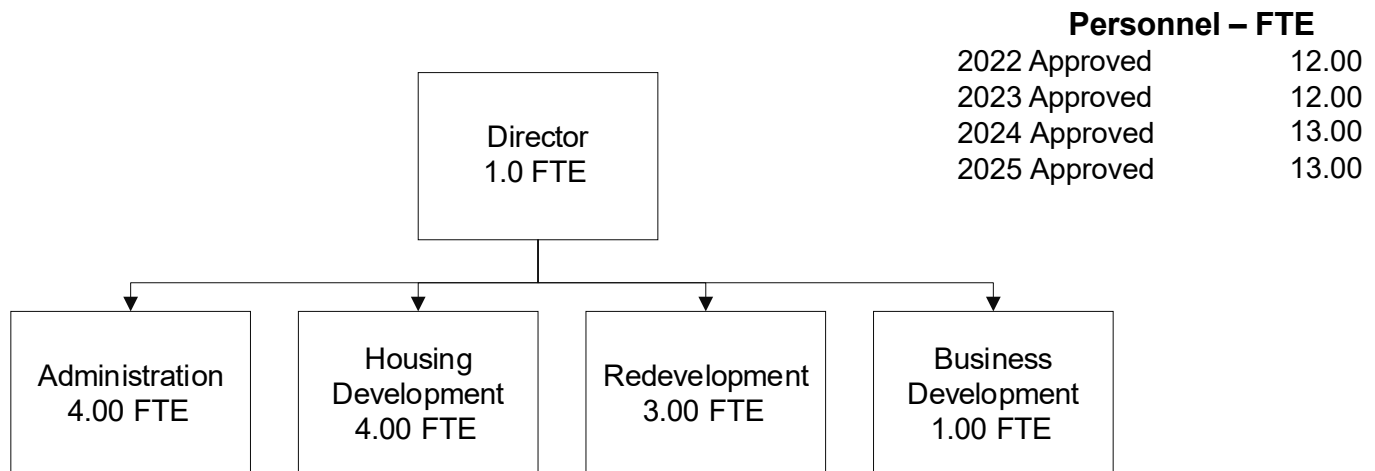 Personnel – FTE
2022 Approved 12.00
2023 Approved 12.00
2024 Approved 13.00
2025 Approved 13.00
Director
1.0 FTE
Administration
4.00 FTE
Housing
Development
4.00 FTE
Redevelopment
3.00 FTE
Business
Development
1.00 FTE